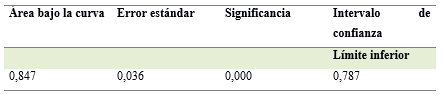 Área bajo la curva Error estándar Significancia Intervalo de
confianza
Límite inferior
0,847 0,036 0,000 0,787